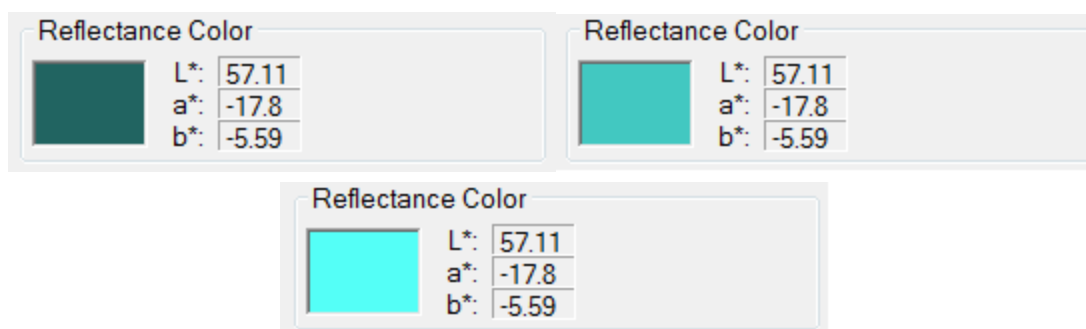 Reflectance Color
L*: 57.11
a*: -17.8
b*: -5.59
Reflectance Color
L*: 57.11
a*: -17.8
b*: -5.59
Reflectance Color
L*: 57.11
a*: -17.8
b*: -5.59